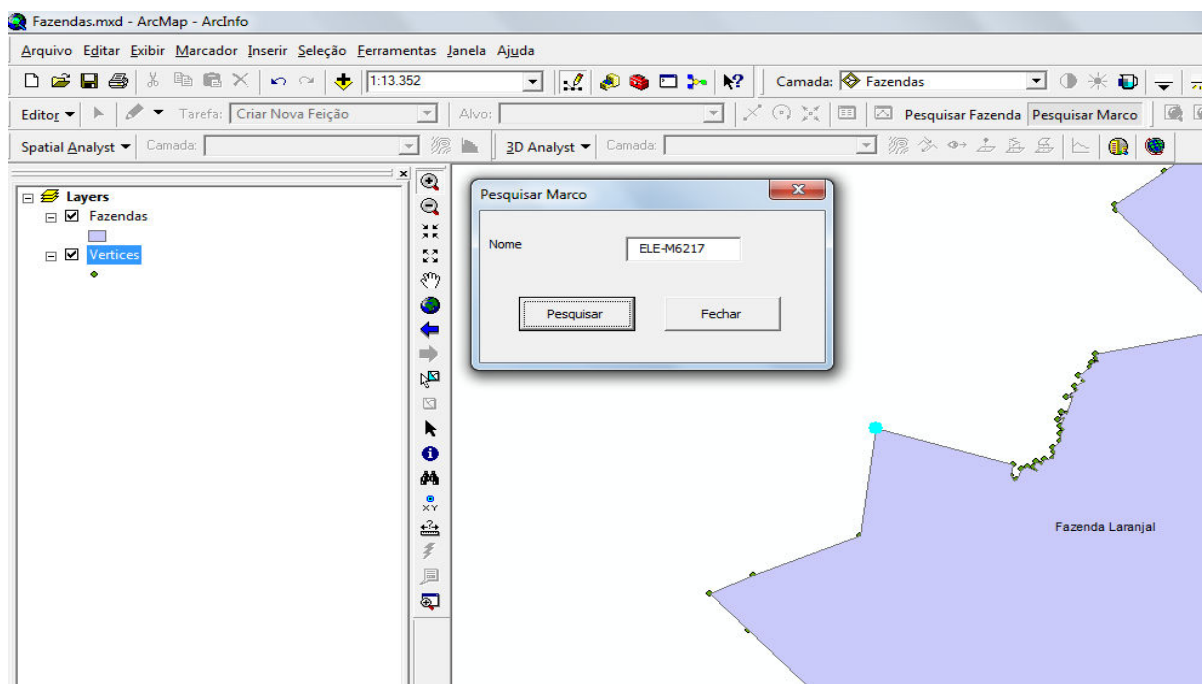 Fazendas.mxd - ArcMap - ArcInfo
Arquivo Editar Exibir Marcador Inserir Seleção Ferramentas Janela Ajuda
1:13.352
Camada: Fazendas
Editor Tarefa: Criar Nova Feição Alvo: Pesquisar Fazenda Pesquisar Marco
Spatial Analyst Camada: 3D Analyst Camada:
Layers
Fazendas
Vertices
Pesquisar Marco
Nome ELE-M6217
Pesquisar Fechar
Fazenda Laranjal